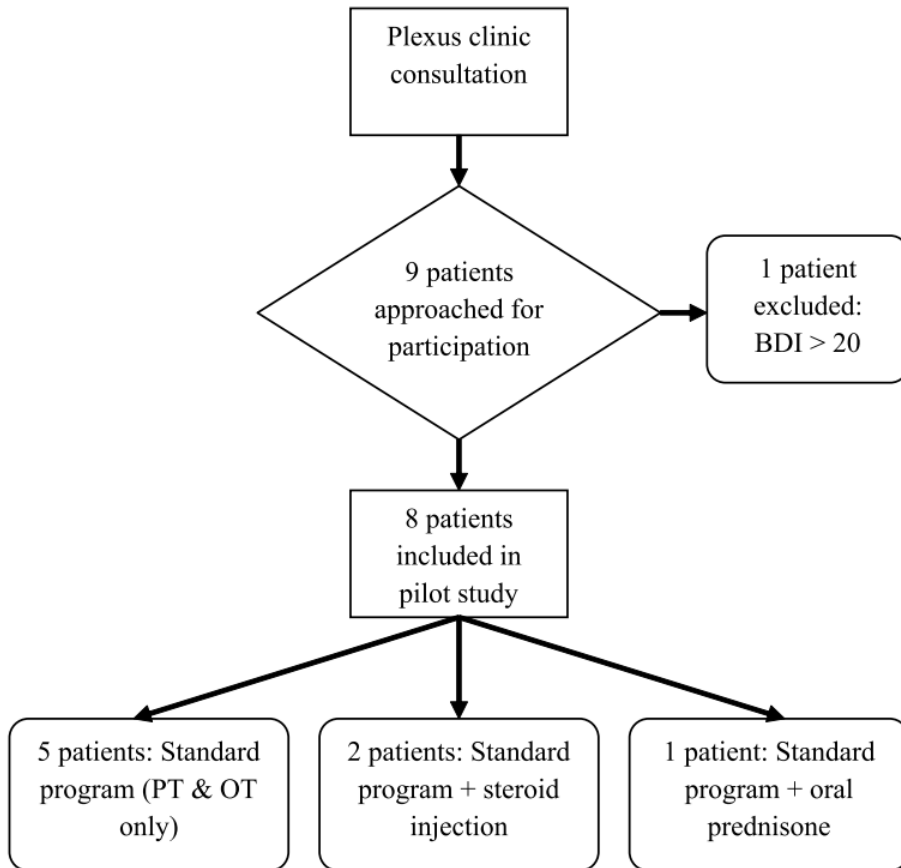 Plexus clinic
consultation
9 patients
approached for
participation
1 patient
excluded:
BDI > 20
8 patients
included in
pilot study
5 patients: Standard
program (PT & OT
only)
2 patients: Standard
program + steroid
injection
1 patient: Standard
program + oral
prednisone